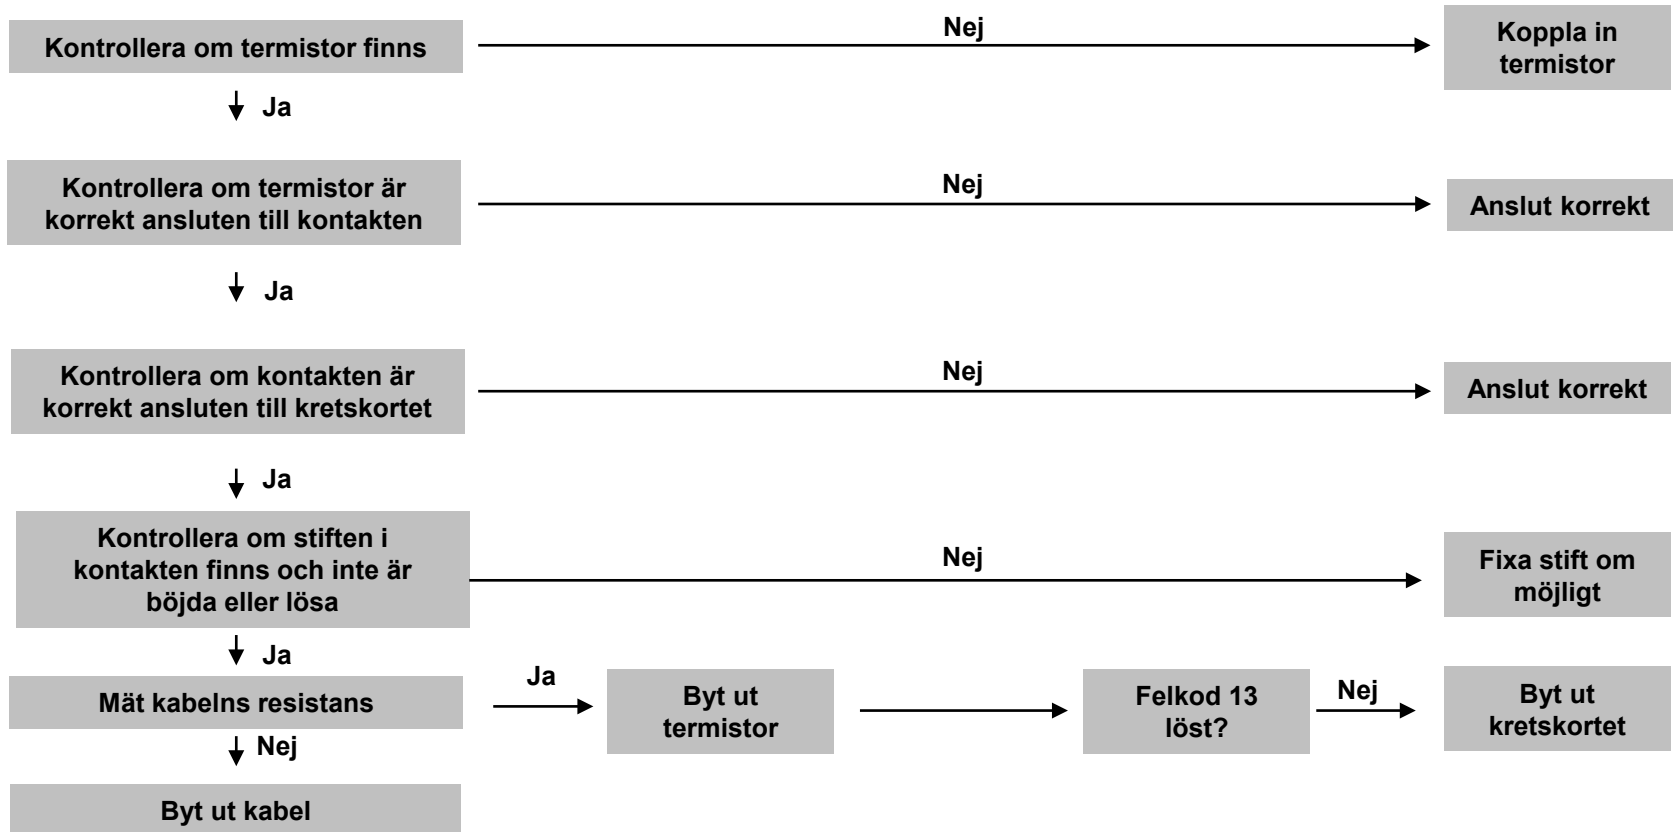 Kontrollera om termistor finns
Nej
Koppla in
termistor
Ja
Kontrollera om termistor är
korrekt ansluten till kontakten
Nej
Anslut korrekt
Ja
Kontrollera om kontakten är
korrekt ansluten till kretskortet
Nej
Anslut korrekt
Ja
Kontrollera om stiften i
kontakten finns och inte är
böjda eller lösa
Nej
Fixa stift om
möjligt
Ja
Mät kabelns resistans
Ja
Byt ut
termistor
Felkod 13
löst?
Nej
Byt ut
kretskortet
Nej
Byt ut kabel